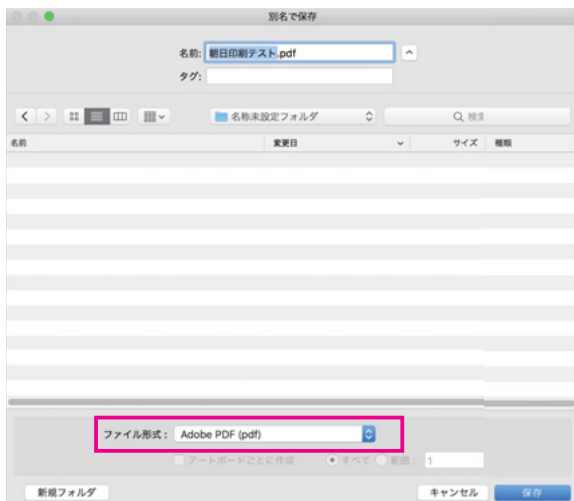 別名で保存
名前: 朝日印刷テスト.pdf
タグ:
名称未設定フォルダ
名前 変更日 サイズ 種類
ファイル形式: Adobe PDF (pdf)
アートボードごとに作成 すべて 範囲: 1
新規フォルダ キャンセル 保存